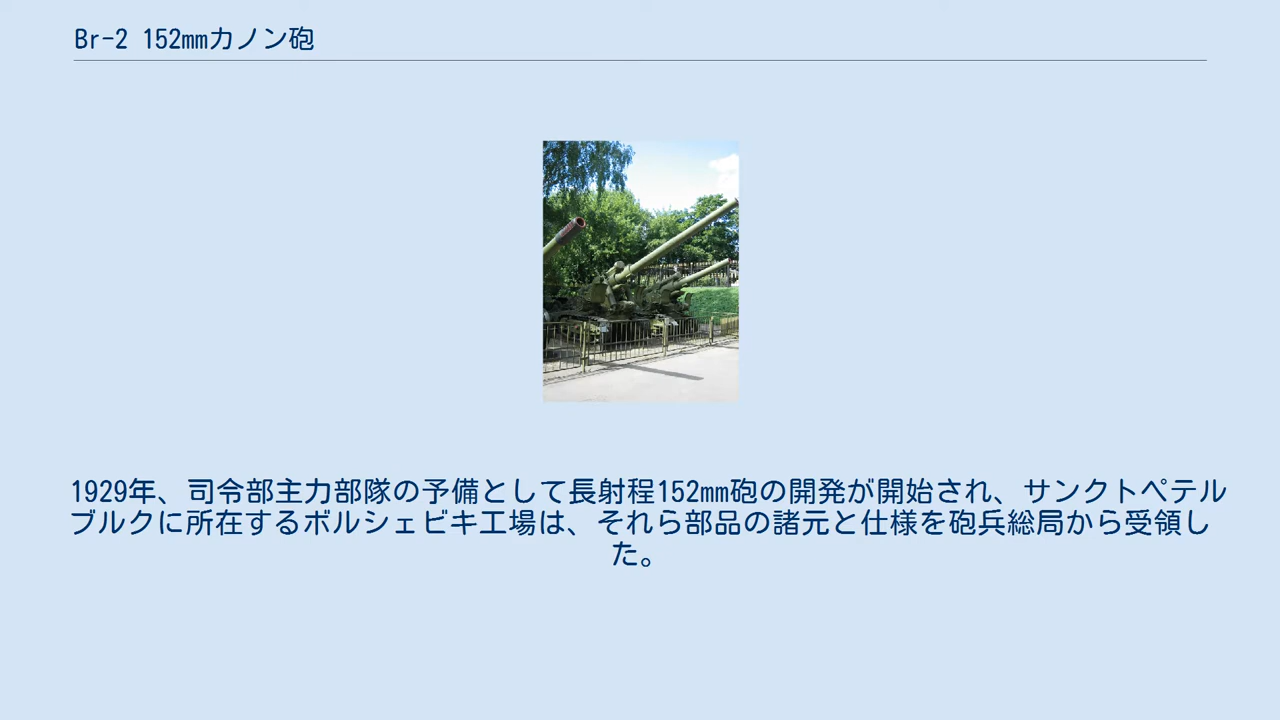 Br-2 152mmカノン砲
1929年、司令部主力部隊の予備として長射程152mm砲の開発が開始され、サンクトペテル
ブルクに所在するボルシェビキ工場は、それら部品の諸元と仕様を砲兵総局から受領し
た。